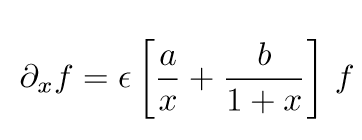 ∂ₓf = ϵ [ a/x + b/(1 + x) ] f